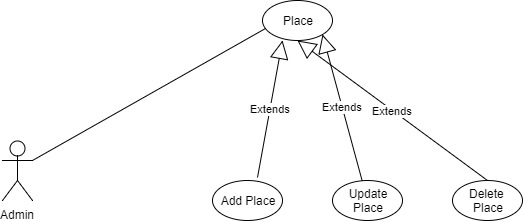 Place
Extends
Extends
Extends
Admin
Add Place
Update
Place
Delete
Place